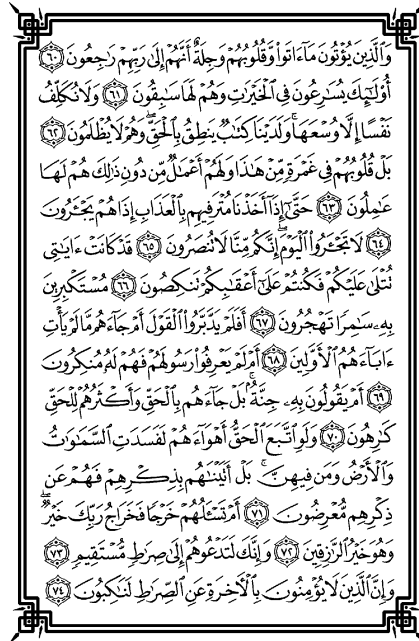 وَٱلَّذِينَ يُؤْتُونَ مَآ ءَاتَوا۟ وَّقُلُوبُهُمْ وَجِلَةٌ أَنَّهُمْ إِلَىٰ رَبِّهِمْ رَٰجِعُونَ ٦٠
أُو۟لَٰٓئِكَ يُسَٰرِعُونَ فِى ٱلْخَيْرَٰتِ وَهُمْ لَهَا سَٰبِقُونَ ٦١ وَلَا نُكَلِّفُ
نَفْسًا إِلَّا وُسْعَهَا ۖ وَلَدَيْنَا كِتَٰبٌ يَنطِقُ بِٱلْحَقِّ ۚ وَهُمْ لَا يُظْلَمُونَ ٦٢
بَلْ قُلُوبُهُمْ فِى غَمْرَةٍ مِّنْ هَٰذَا وَلَهُمْ أَعْمَٰلٌ مِّن دُونِ ذَٰلِكَ هُمْ لَهَا
عَٰمِلُونَ ٦٣ حَتَّىٰٓ إِذَآ أَخَذْنَا مُتْرَفِيهِم بِٱلْعَذَابِ إِذَا هُمْ يَجْـَٔرُونَ
٦٤ لَا تَجْـَٔرُوا۟ ٱلْيَوْمَ ۖ إِنَّكُم مِّنَّا لَا تُنصَرُونَ ٦٥ قَدْ كَانَتْ ءَايَٰتِى
تُتْلَىٰ عَلَيْكُمْ فَكُنتُمْ عَلَىٰٓ أَعْقَٰبِكُمْ تَنكِصُونَ ٦٦ مُسْتَكْبِرِينَ
بِهِۦ سَٰمِرًا تَهْجُرُونَ ٦٧ أَفَلَمْ يَدَّبَّرُوا۟ ٱلْقَوْلَ أَمْ جَآءَهُم مَّا لَمْ يَأْتِ
ءَابَآءَهُمُ ٱلْأَوَّلِينَ ٦٨ أَمْ لَمْ يَعْرِفُوا۟ رَسُولَهُمْ فَهُمْ لَهُۥ مُنكِرُونَ
٦٩ أَمْ يَقُولُونَ بِهِۦ جِنَّةٌۢ ۚ بَلْ جَآءَهُم بِٱلْحَقِّ وَأَكْثَرُهُمْ لِلْحَقِّ
كَٰرِهُونَ ٧٠ وَلَوِ ٱتَّبَعَ ٱلْحَقُّ أَهْوَآءَهُمْ لَفَسَدَتِ ٱلسَّمَٰوَٰتُ
وَٱلْأَرْضُ وَمَن فِيهِنَّ ۚ بَلْ أَتَيْنَٰهُم بِذِكْرِهِمْ فَهُمْ عَن
ذِكْرِهِم مُّعْرِضُونَ ٧١ أَمْ تَسْـَٔلُهُمْ خَرْجًا فَخَرَاجُ رَبِّكَ خَيْرٌ ۖ
وَهُوَ خَيْرُ ٱلرَّٰزِقِينَ ٧٢ وَإِنَّكَ لَتَدْعُوهُمْ إِلَىٰ صِرَٰطٍ مُّسْتَقِيمٍ ٧٣
وَإِنَّ ٱلَّذِينَ لَا يُؤْمِنُونَ بِٱلْءَاخِرَةِ عَنِ ٱلصِّرَٰطِ لَنَٰكِبُونَ ٧٤